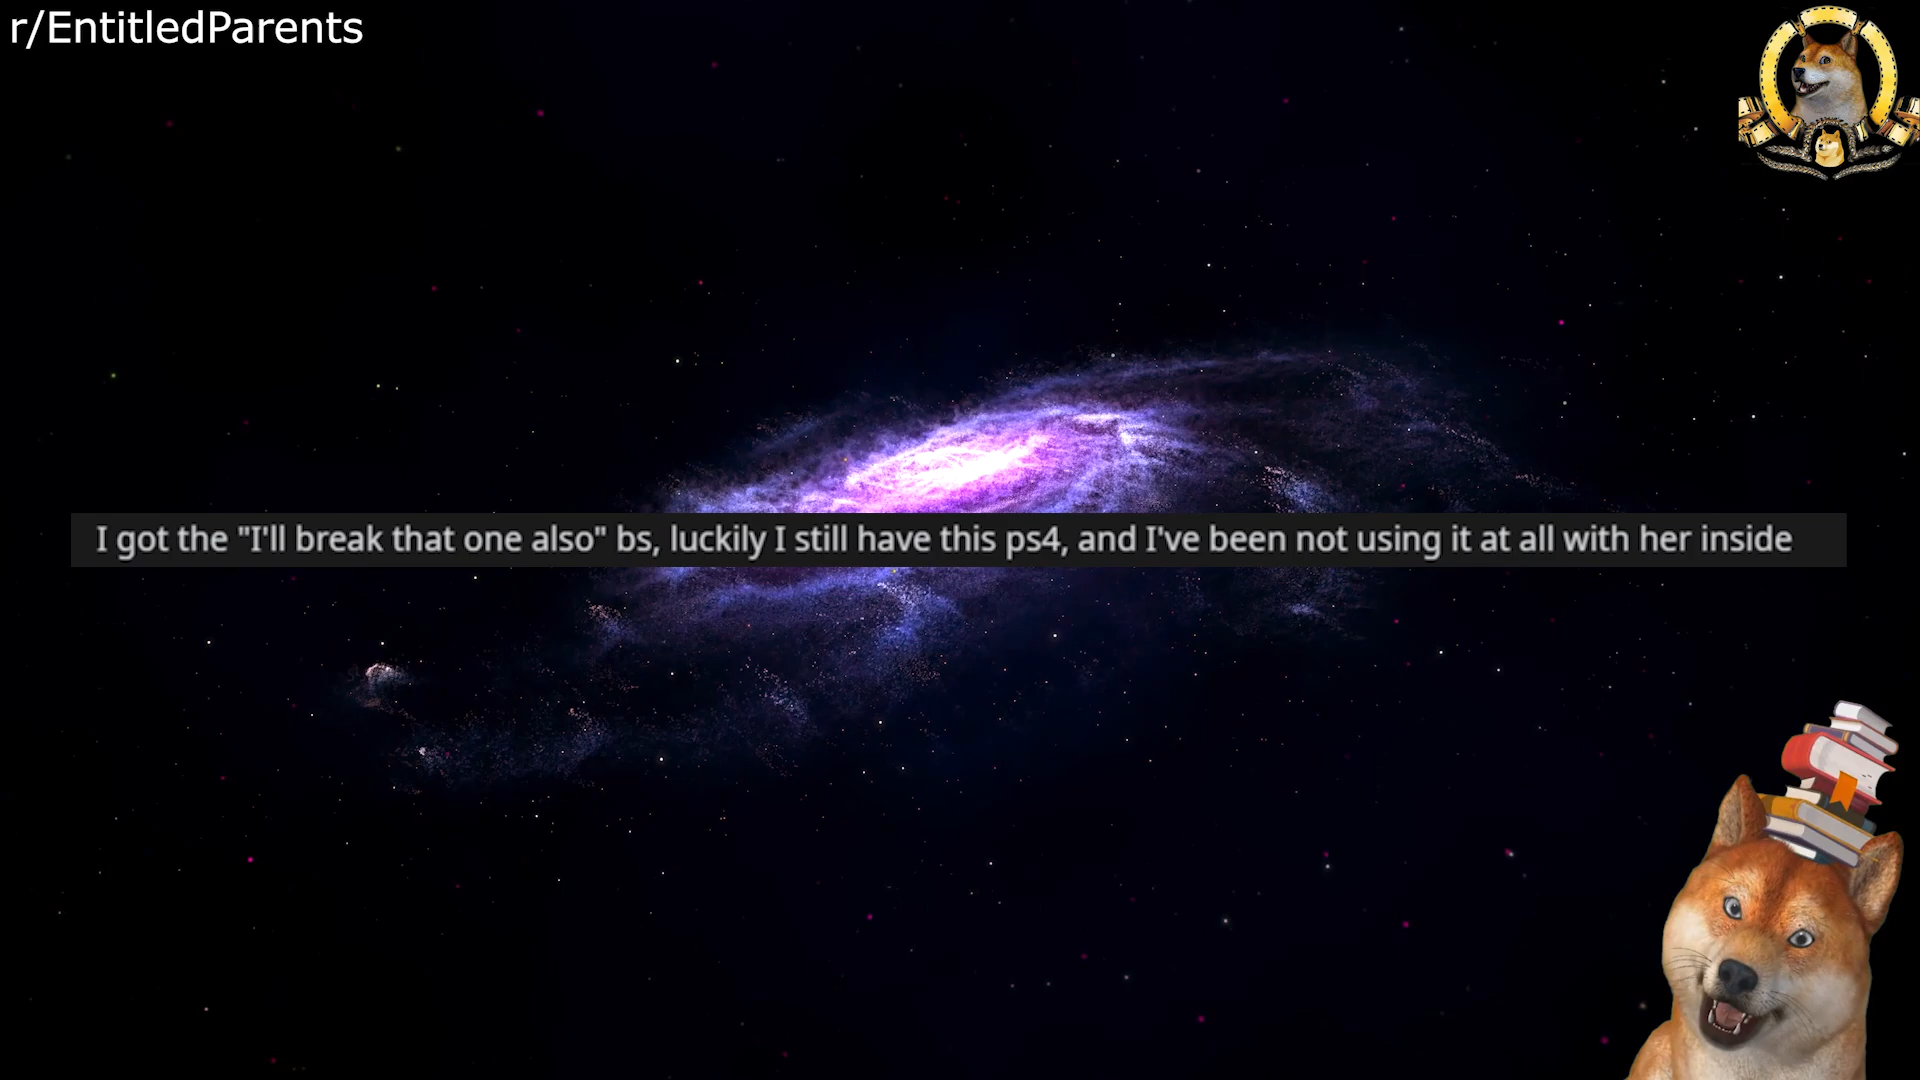 r/EntitledParents
I got the "I'll break that one also" bs, luckily I still have this ps4, and I've been not using it at all with her inside